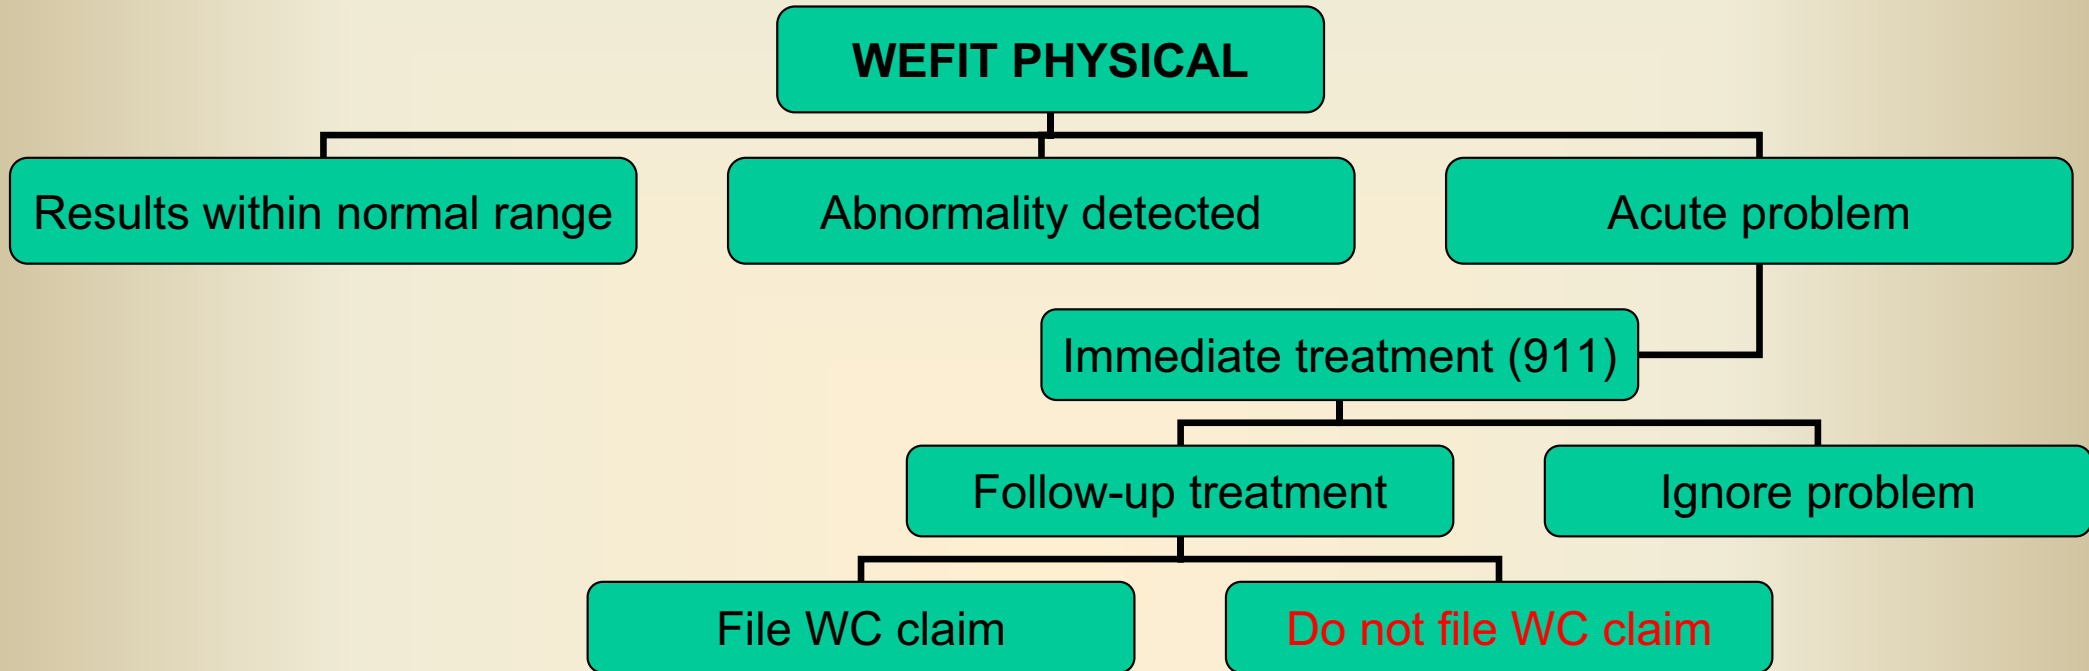 WEFIT PHYSICAL
Results within normal range
Abnormality detected
Acute problem
Immediate treatment (911)
Follow-up treatment
Ignore problem
File WC claim
Do not file WC claim